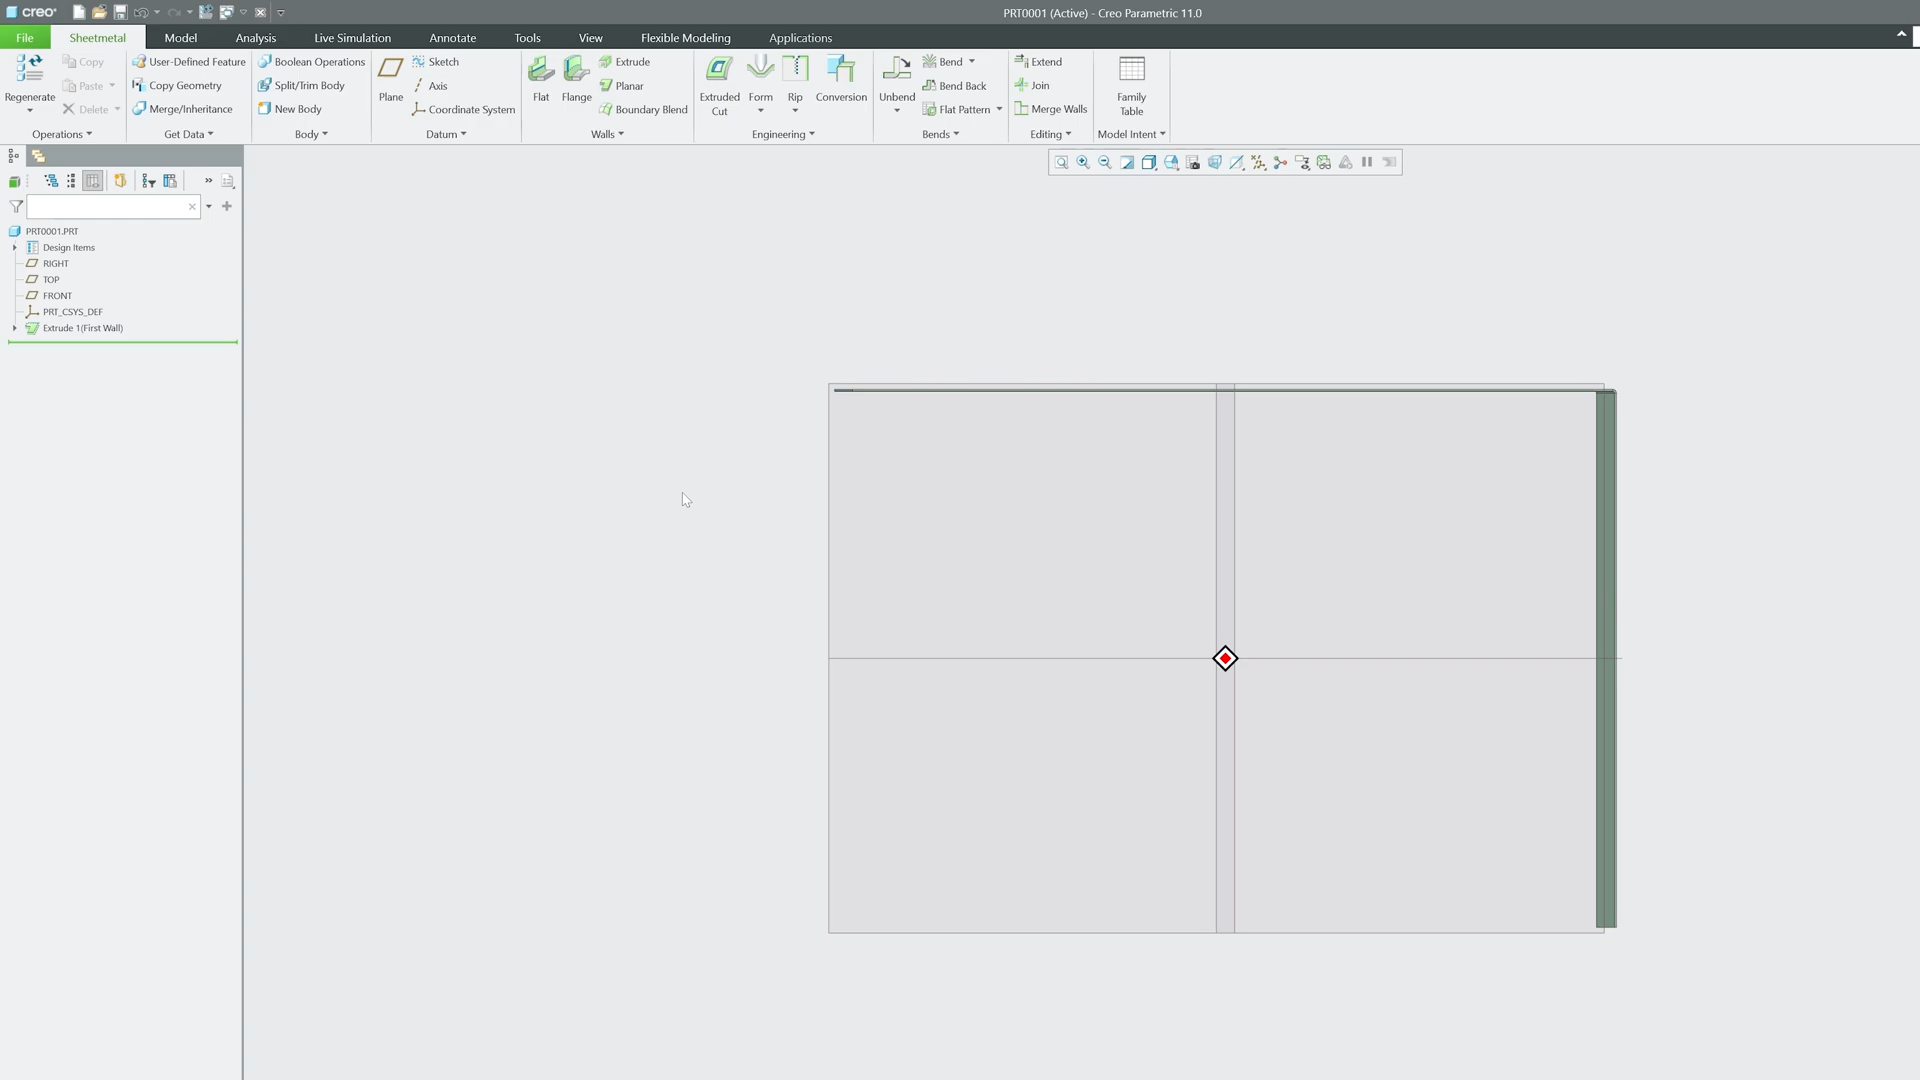 creo
PRT0001 (Active) - Creo Parametric 11.0
File Sheetmetal Model Analysis Live Simulation Annotate Tools View Flexible Modeling Applications
Regenerate
Copy
Paste
Delete
Operations
User-Defined Feature
Copy Geometry
Merge/Inheritance
Get Data
Boolean Operations
Split/Trim Body
New Body
Body
Plane
Sketch
Axis
Coordinate System
Datum
Flat
Flange
Extrude
Planar
Boundary Blend
Walls
Extruded
Cut
Form
Rip
Conversion
Engineering
Unbend
Bend
Bend Back
Flat Pattern
Bends
Extend
Join
Merge Walls
Editing
Family
Table
Model Intent
PRT0001.PRT
Design Items
RIGHT
TOP
FRONT
PRT_CSYS_DEF
Extrude 1(First Wall)